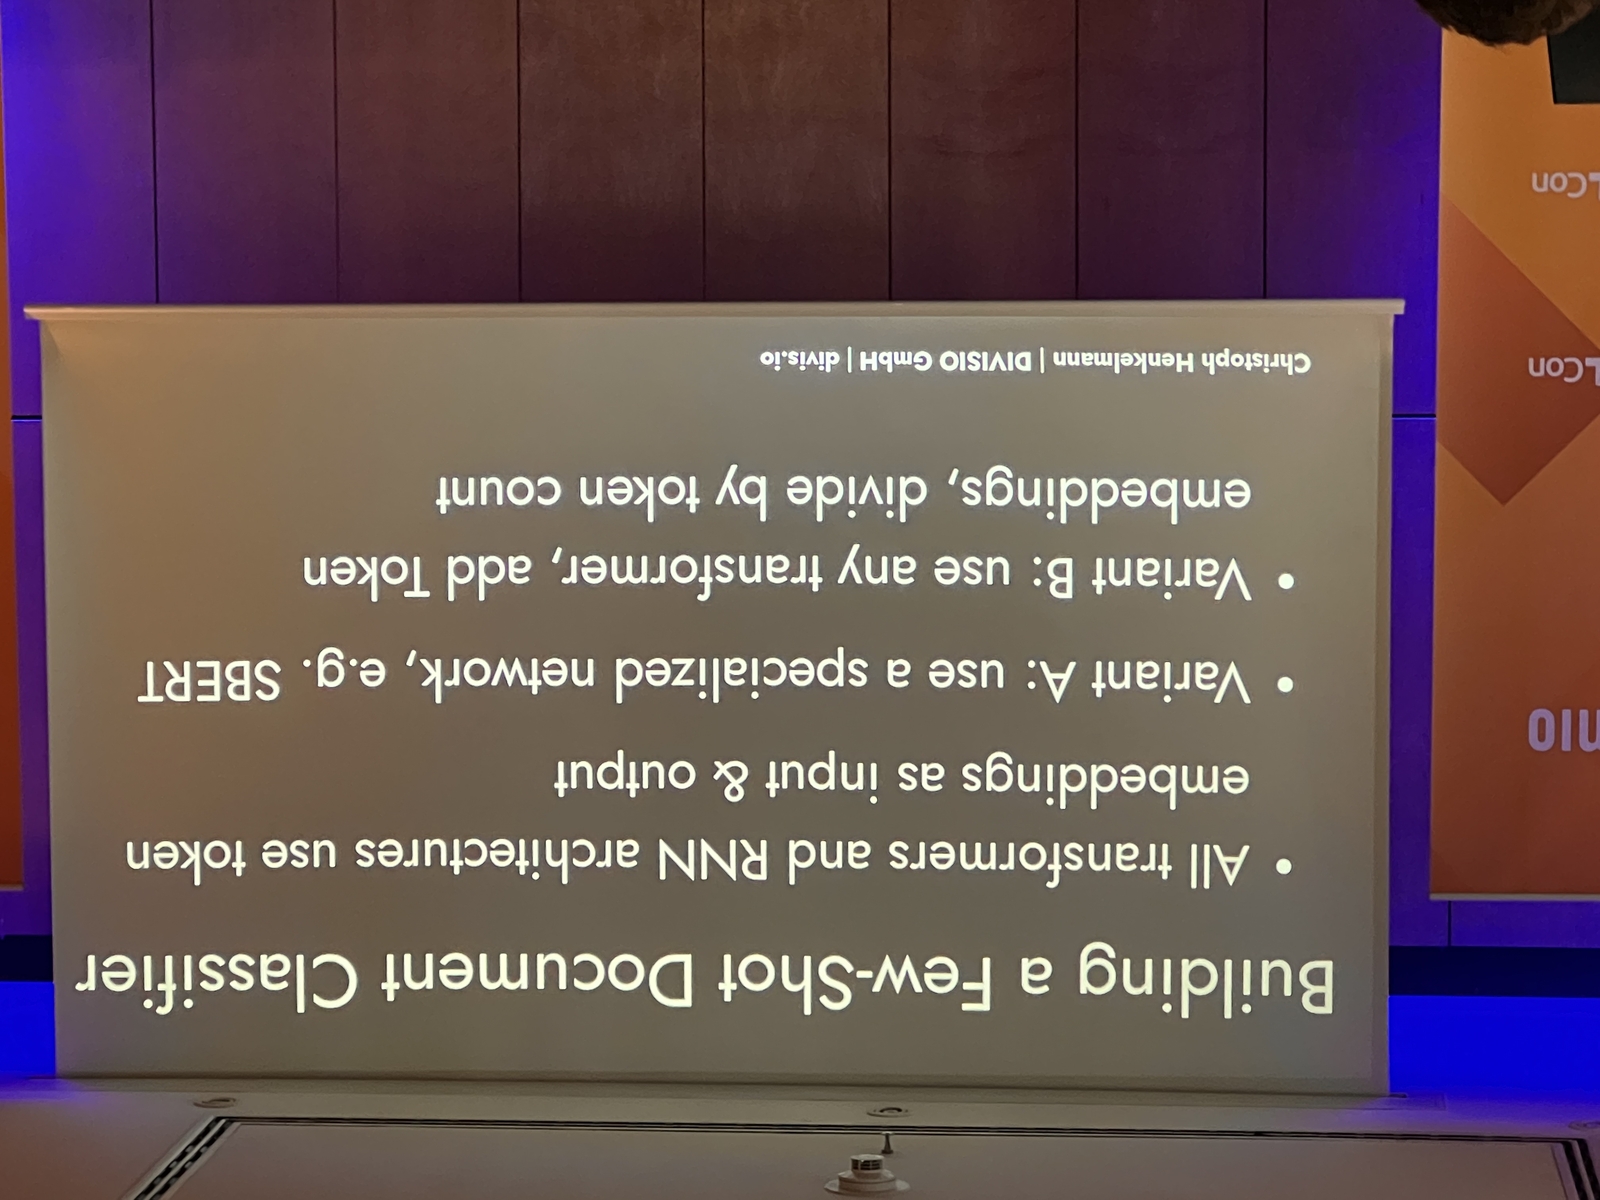 Building a Few-Shot Document Classifier
• All transformers and RNN architectures use token
embeddings as input & output
• Variant A: use a specialized network, e.g. SBERT
• Variant B: use any transformer, add Token
embeddings, divide by token count
Christoph Henkelmann | DIVISIO GmbH | divis.io
LCon
LCon